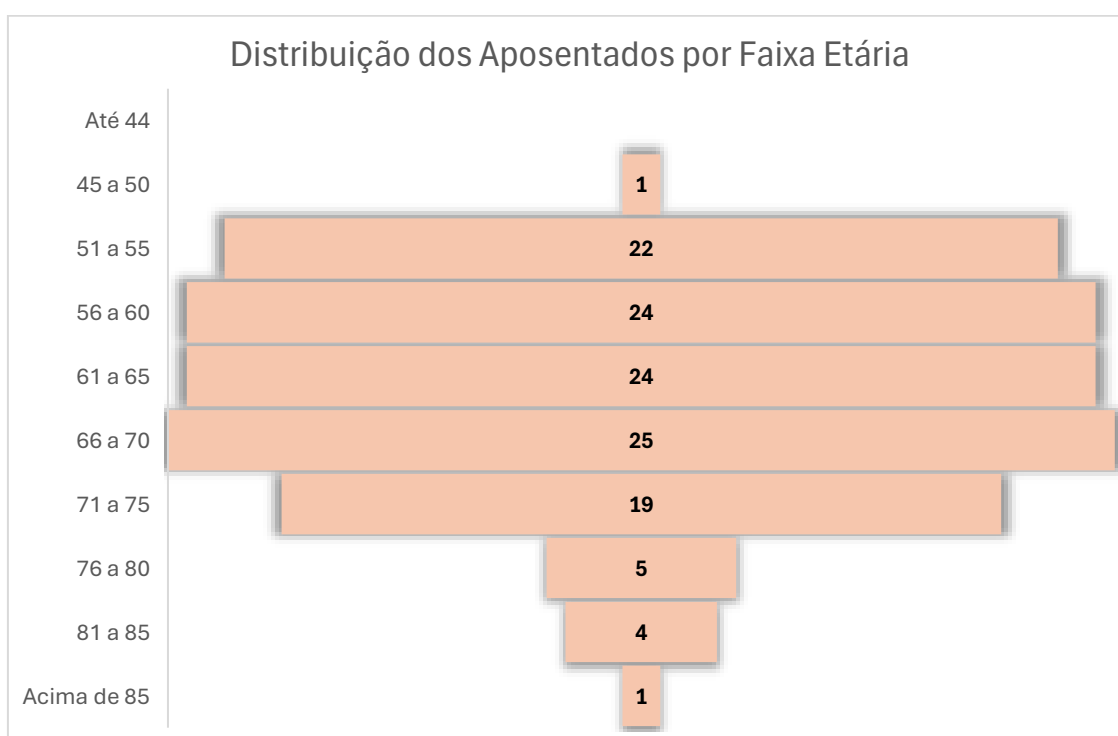 Distribuição dos Aposentados por Faixa Etária
Até 44
45 a 50 1
51 a 55 22
56 a 60 24
61 a 65 24
66 a 70 25
71 a 75 19
76 a 80 5
81 a 85 4
Acima de 85 1